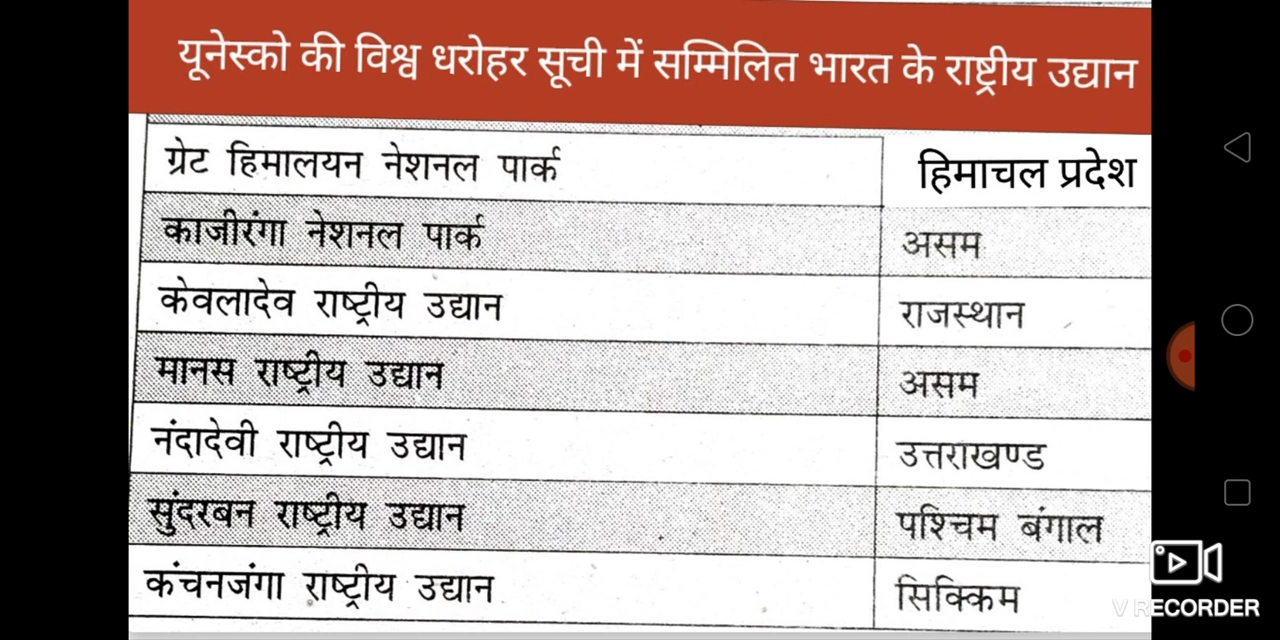 यूनेस्को की विश्व धरोहर सूची में सम्मिलित भारत के राष्ट्रीय उद्यान
ग्रेट हिमालयन नेशनल पार्क हिमाचल प्रदेश
काजीरंगा नेशनल पार्क असम
केवलादेव राष्ट्रीय उद्यान राजस्थान
मानस राष्ट्रीय उद्यान असम
नंदादेवी राष्ट्रीय उद्यान उत्तराखण्ड
सुंदरबन राष्ट्रीय उद्यान पश्चिम बंगाल
कंचनजंगा राष्ट्रीय उद्यान सिक्किम
V RECORDER